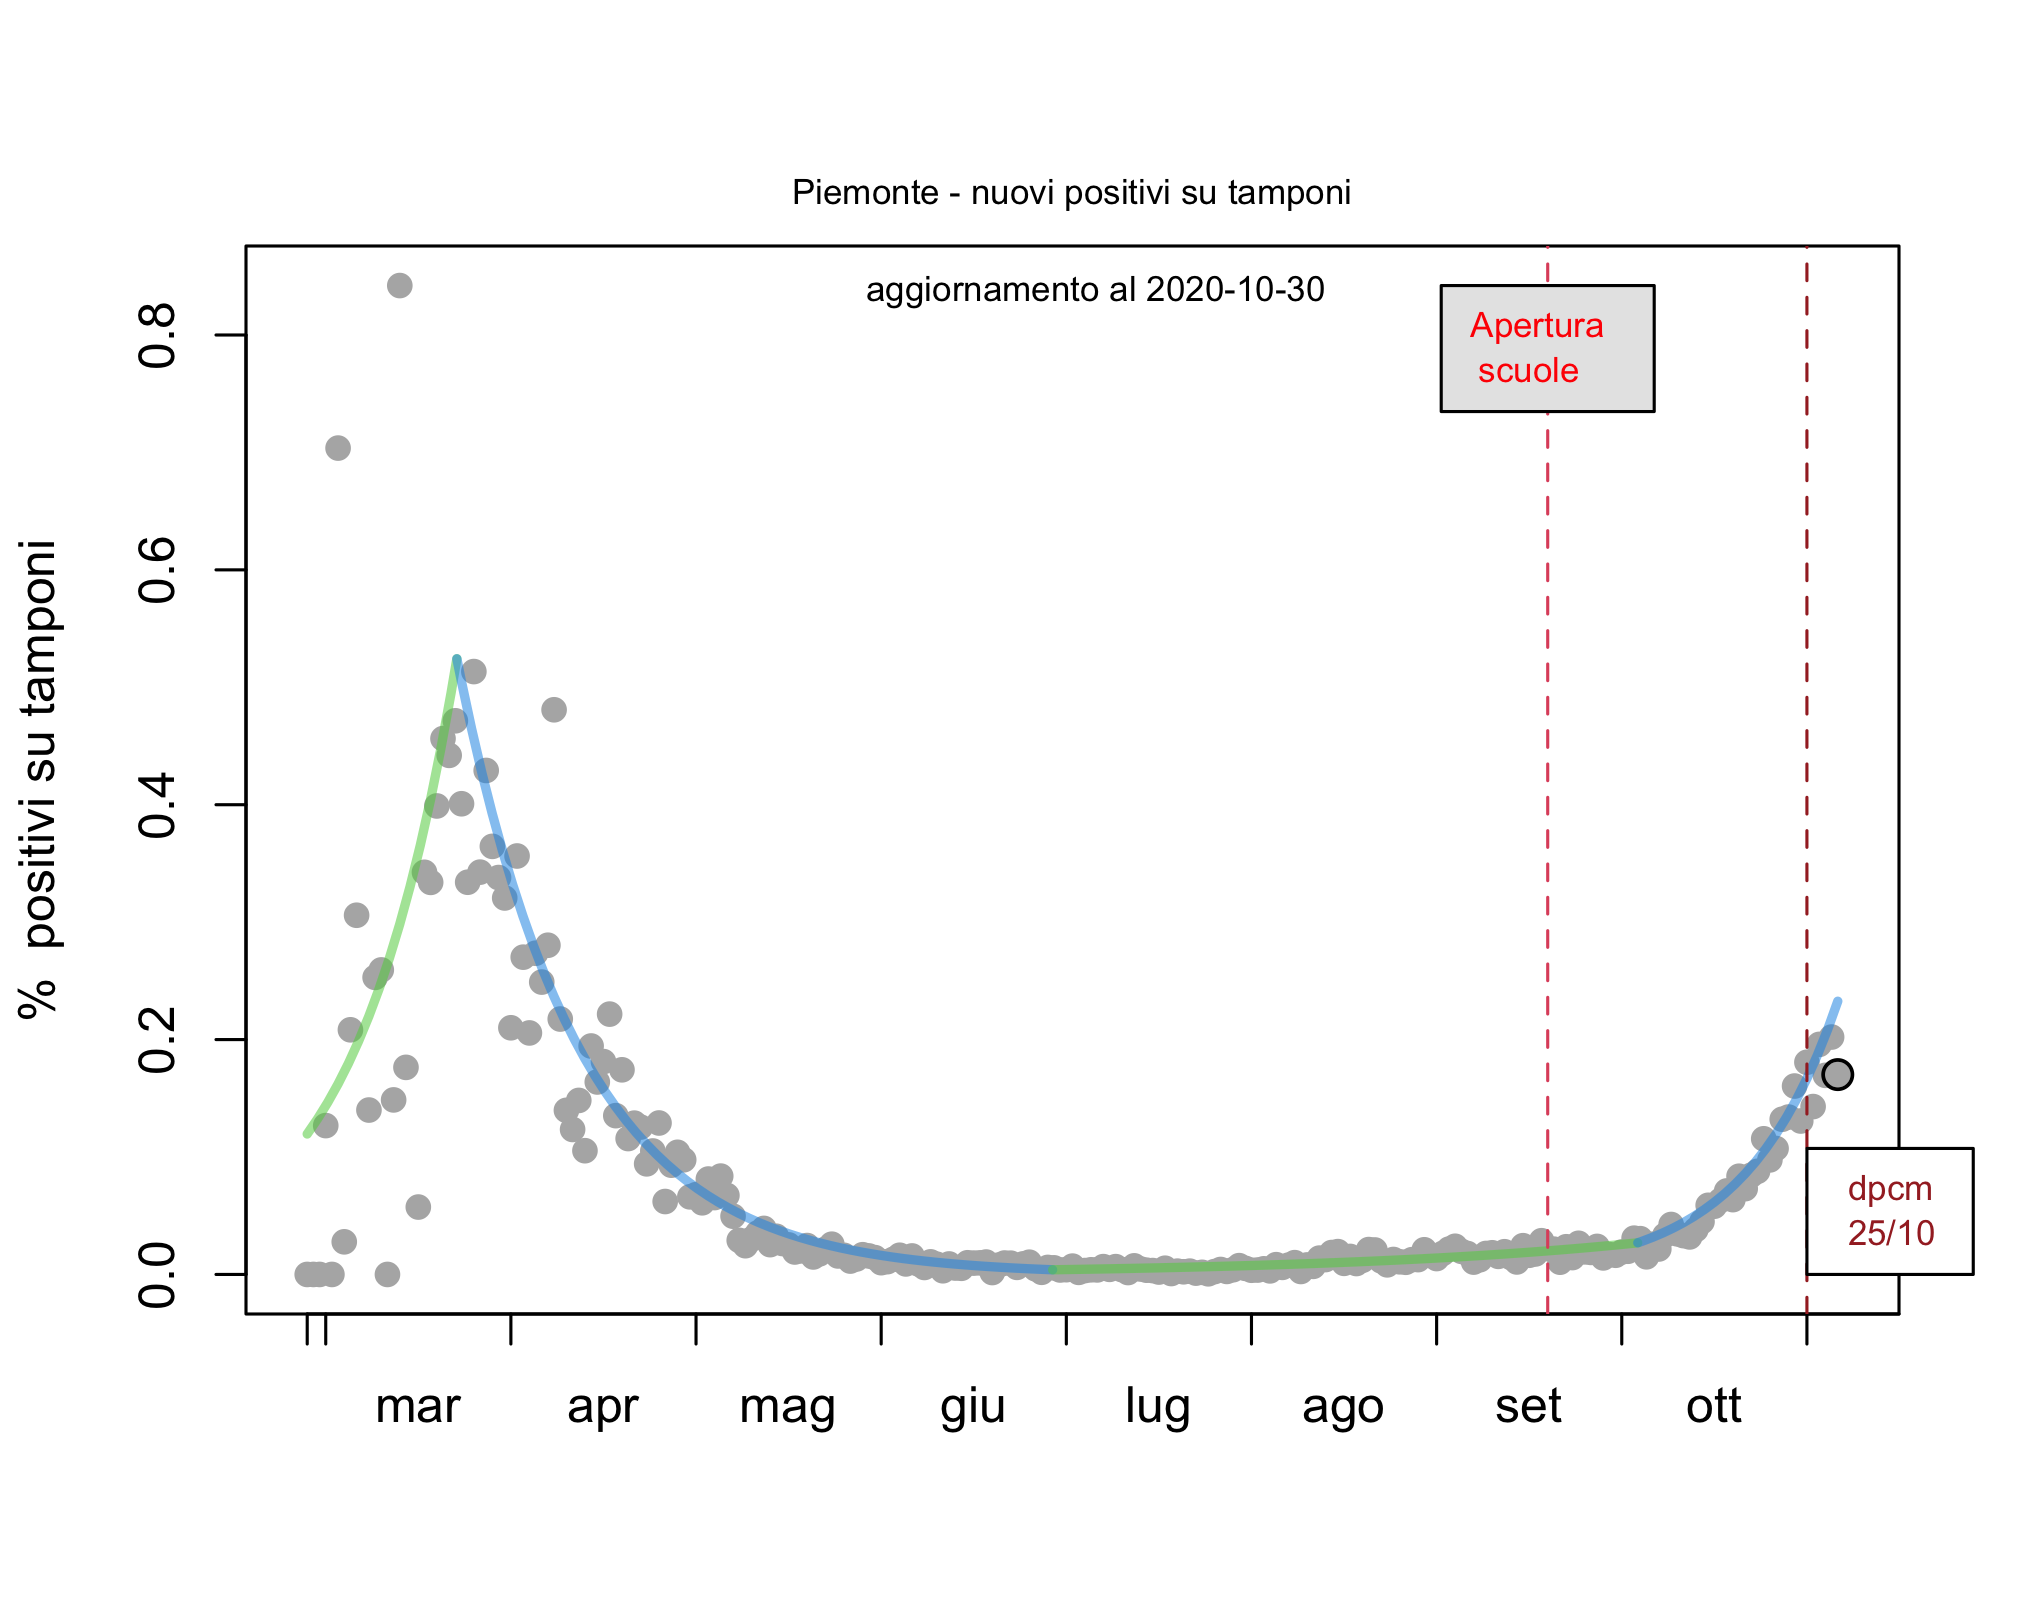 Piemonte - nuovi positivi su tamponi
aggiornamento al 2020-10-30
Apertura
scuole
% positivi su tamponi
0.8
0.6
0.4
0.2
0.0
dpcm
25/10
mar apr mag giu lug ago set ott